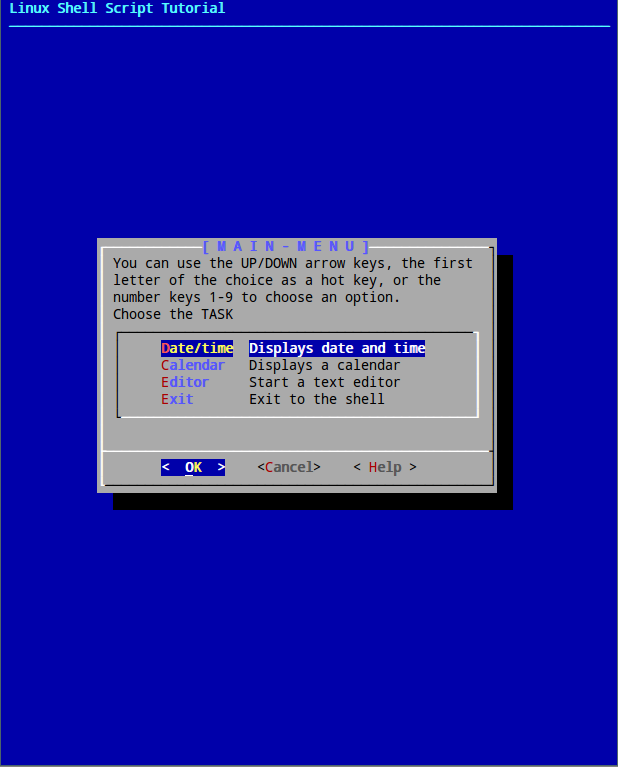 Linux Shell Script Tutorial
[ M A I N - M E N U ]
You can use the UP/DOWN arrow keys, the first
letter of the choice as a hot key, or the
number keys 1-9 to choose an option.
Choose the TASK
Date/time Displays date and time
Calendar Displays a calendar
Editor Start a text editor
Exit Exit to the shell
< OK > <Cancel> < Help >